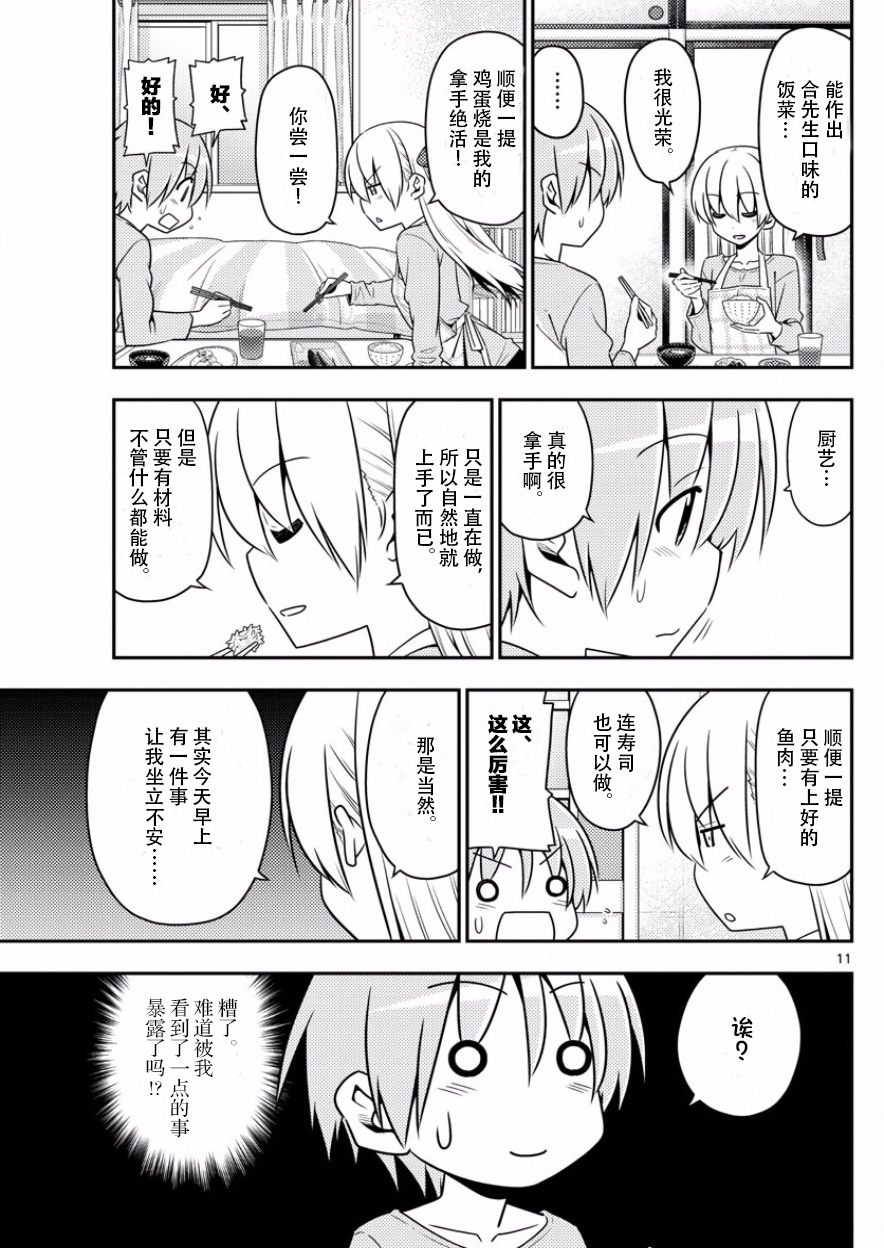 能作出
合先生口味的
饭菜…
我很光荣。
……
顺便一提
鸡蛋烧是我的
拿手绝活！
你尝一尝！
好、
好的！
厨艺…
真的很
拿手啊。
只是一直在做，
所以自然地就
上手了而已。
但是
只要有材料
不管什么都能做。
顺便一提
只要有上好的
鱼肉…
连寿司
也可以做。
这、
这么厉害!!
那是当然。
其实今天早上
有一件事
让我坐立不安……
11
诶？
糟了。
难道被我
看到了一点的事
暴露了吗!?